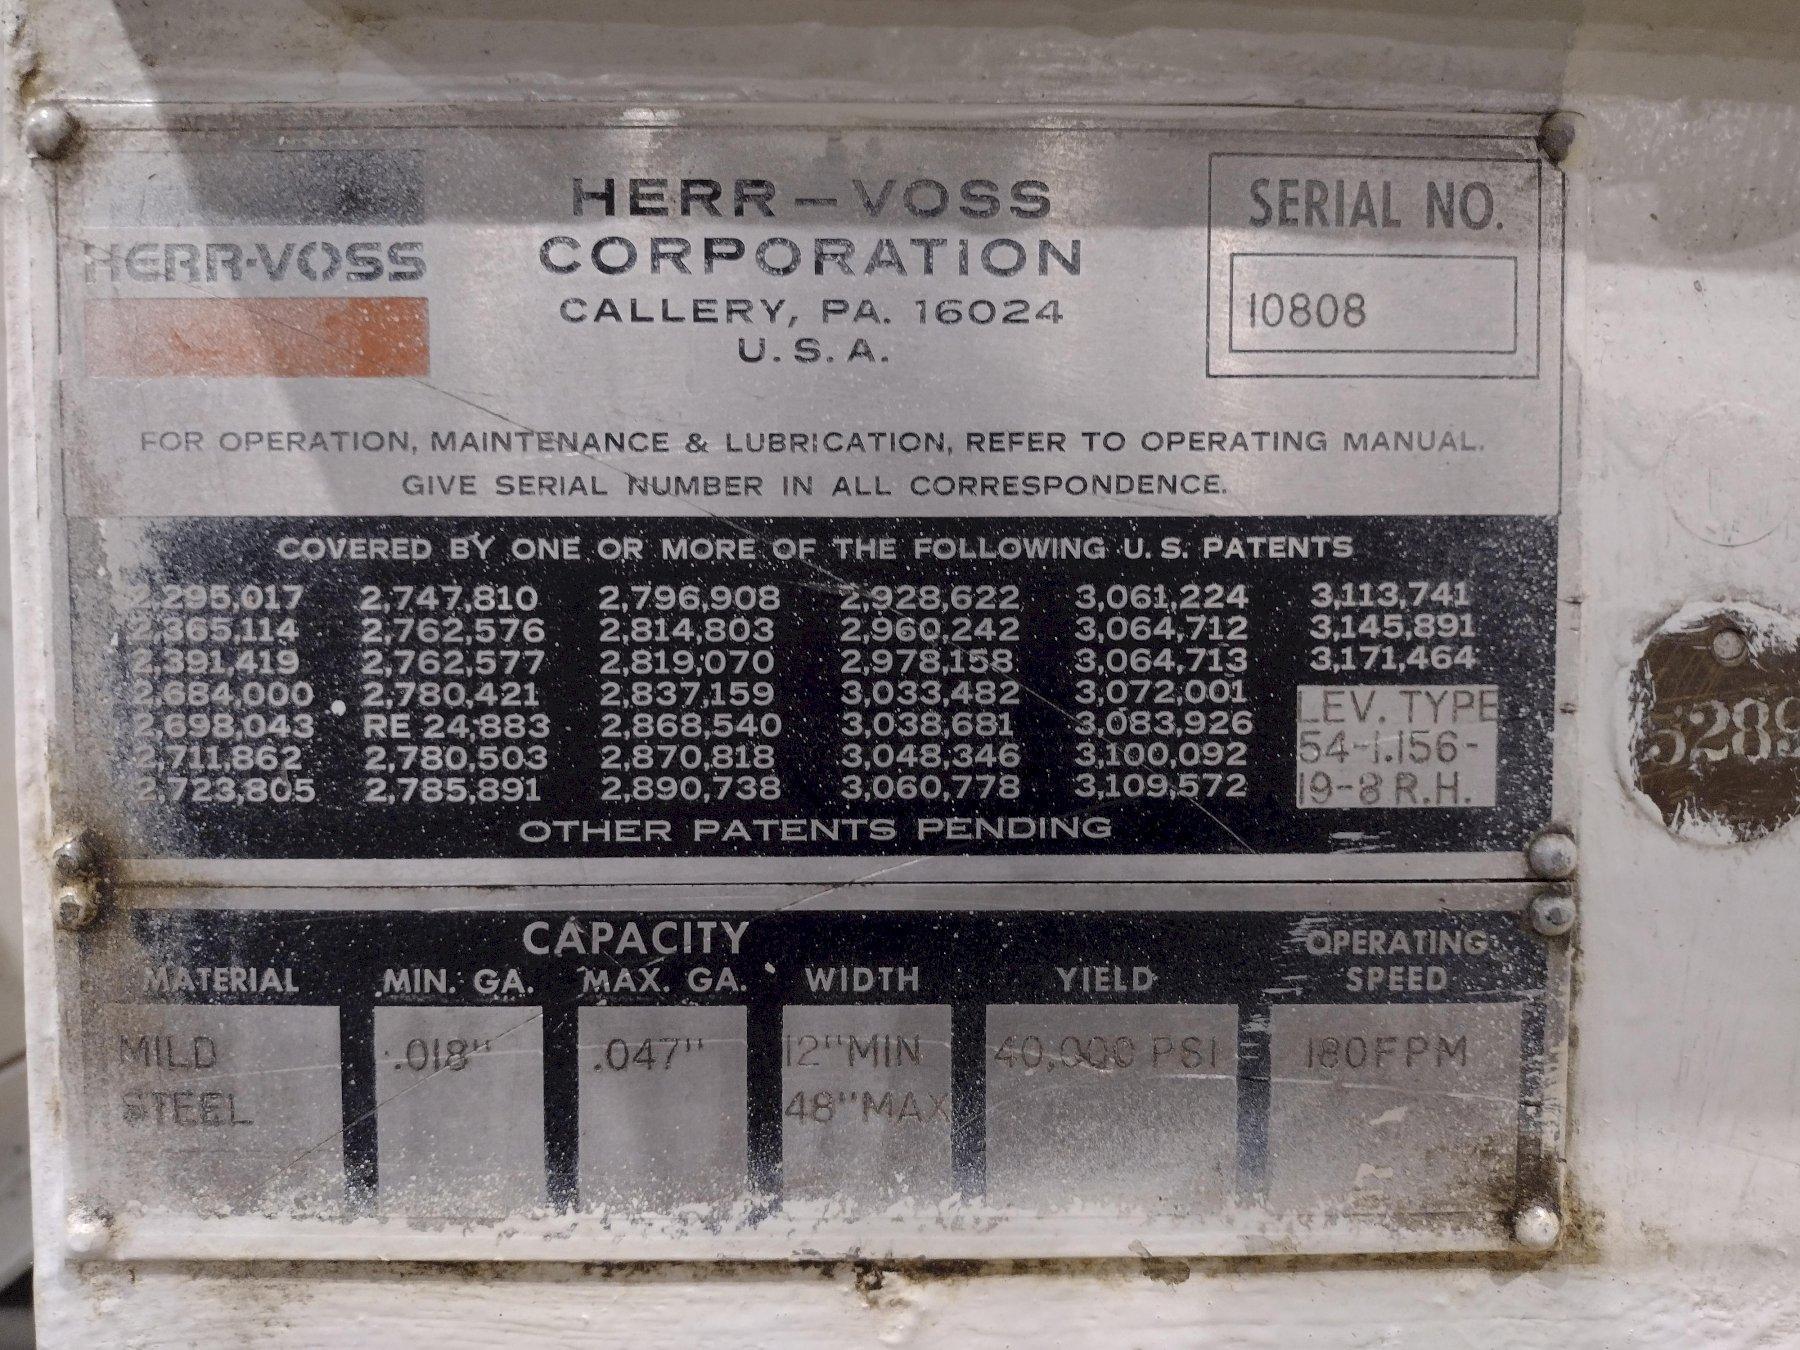 HERR-VOSS
HERR–VOSS
CORPORATION
CALLERY, PA. 16024
U.S.A.
SERIAL NO.
10808
FOR OPERATION, MAINTENANCE & LUBRICATION, REFER TO OPERATING MANUAL.
GIVE SERIAL NUMBER IN ALL CORRESPONDENCE.
COVERED BY ONE OR MORE OF THE FOLLOWING U.S. PATENTS
2,295,017 2,747,810 2,796,908 2,928,622 3,061,224 3,113,741
2,365,114 2,762,576 2,814,803 2,960,242 3,064,712 3,145,891
2,391,419 2,762,577 2,819,070 2,978,158 3,064,713 3,171,464
2,684,000 2,780,421 2,837,159 3,033,482 3,072,001
2,698,043 RE 24,883 2,868,540 3,038,681 3,083,926
2,711,862 2,780,503 2,870,818 3,048,346 3,100,092
2,723,805 2,785,891 2,890,738 3,060,778 3,109,572
LEV. TYPE
54-1.156-
19-8 R.H.
OTHER PATENTS PENDING
CAPACITY
MATERIAL MIN. GA. MAX. GA. WIDTH YIELD OPERATING SPEED
MILD .018" .047" 12" MIN 40,000 PSI 180 FPM
STEEL 48" MAX
5289